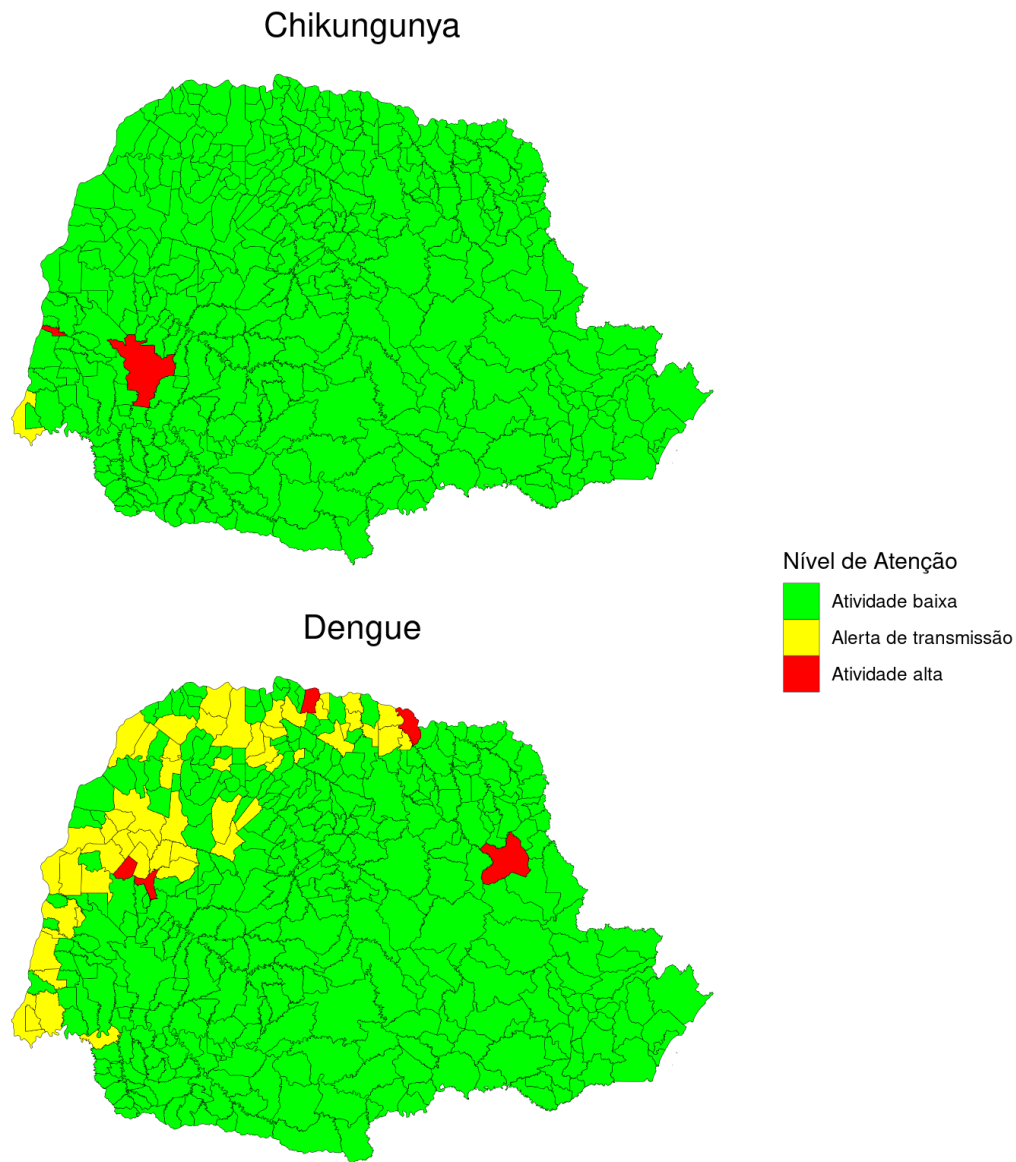 Chikungunya
Nível de Atenção
Atividade baixa
Alerta de transmissão
Atividade alta
Dengue